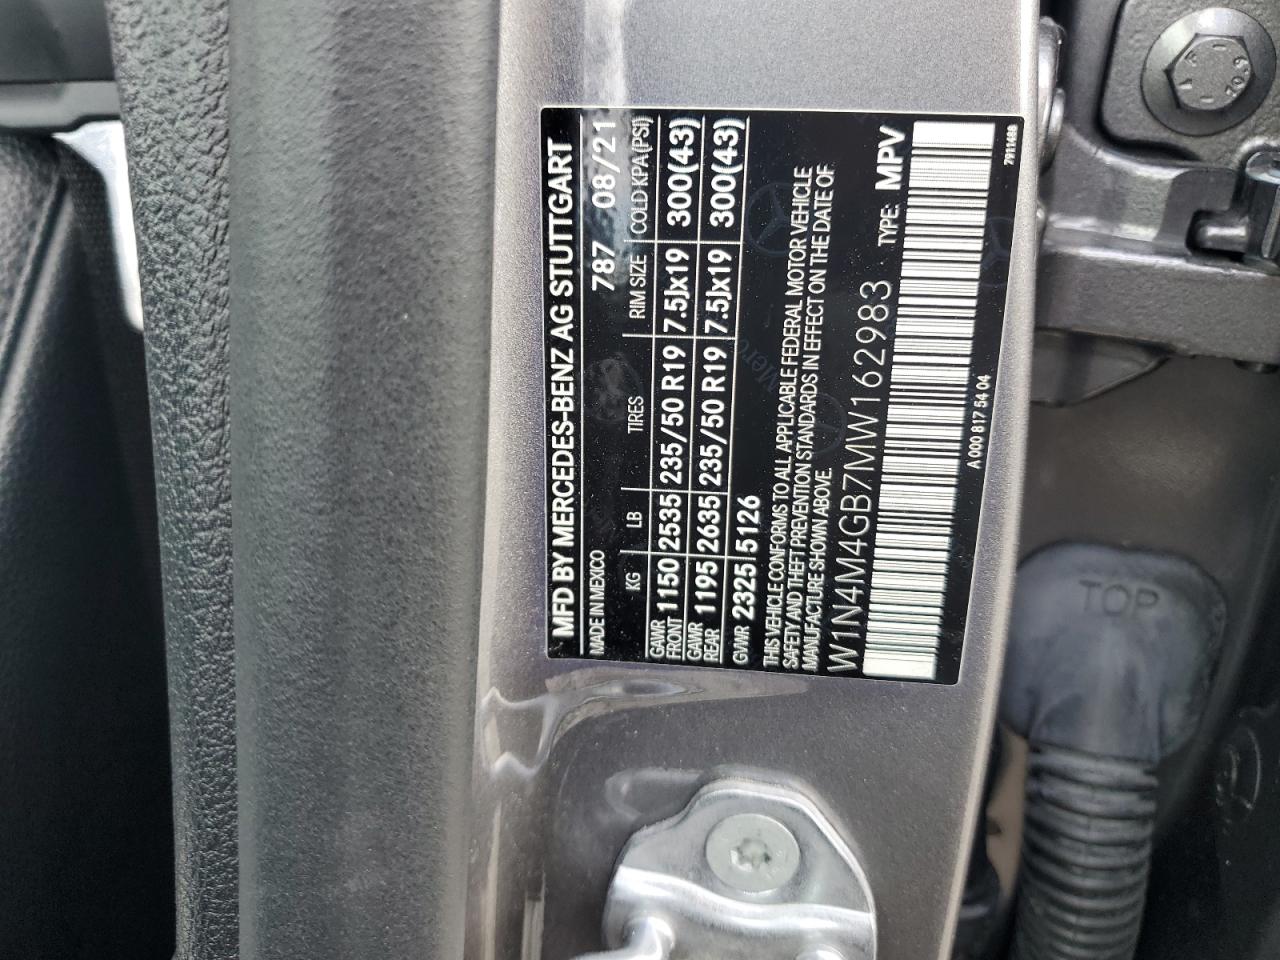 MFD BY MERCEDES-BENZ AG STUTTGART
MADE IN MEXICO 787 08/21
KG LB TIRES RIM SIZE COLD KPA(PSI)
GAWR FRONT 1150 2535 235/50 R19 7.5Jx19 300(43)
GAWR REAR 1195 2635 235/50 R19 7.5Jx19 300(43)
GVWR 2325 5126
THIS VEHICLE CONFORMS TO ALL APPLICABLE FEDERAL MOTOR VEHICLE
SAFETY AND THEFT PREVENTION STANDARDS IN EFFECT ON THE DATE OF
MANUFACTURE SHOWN ABOVE.
W1N4M4GB7MW162983 TYPE: MPV
A 000 817 54 04
7911488
TOP
10.9